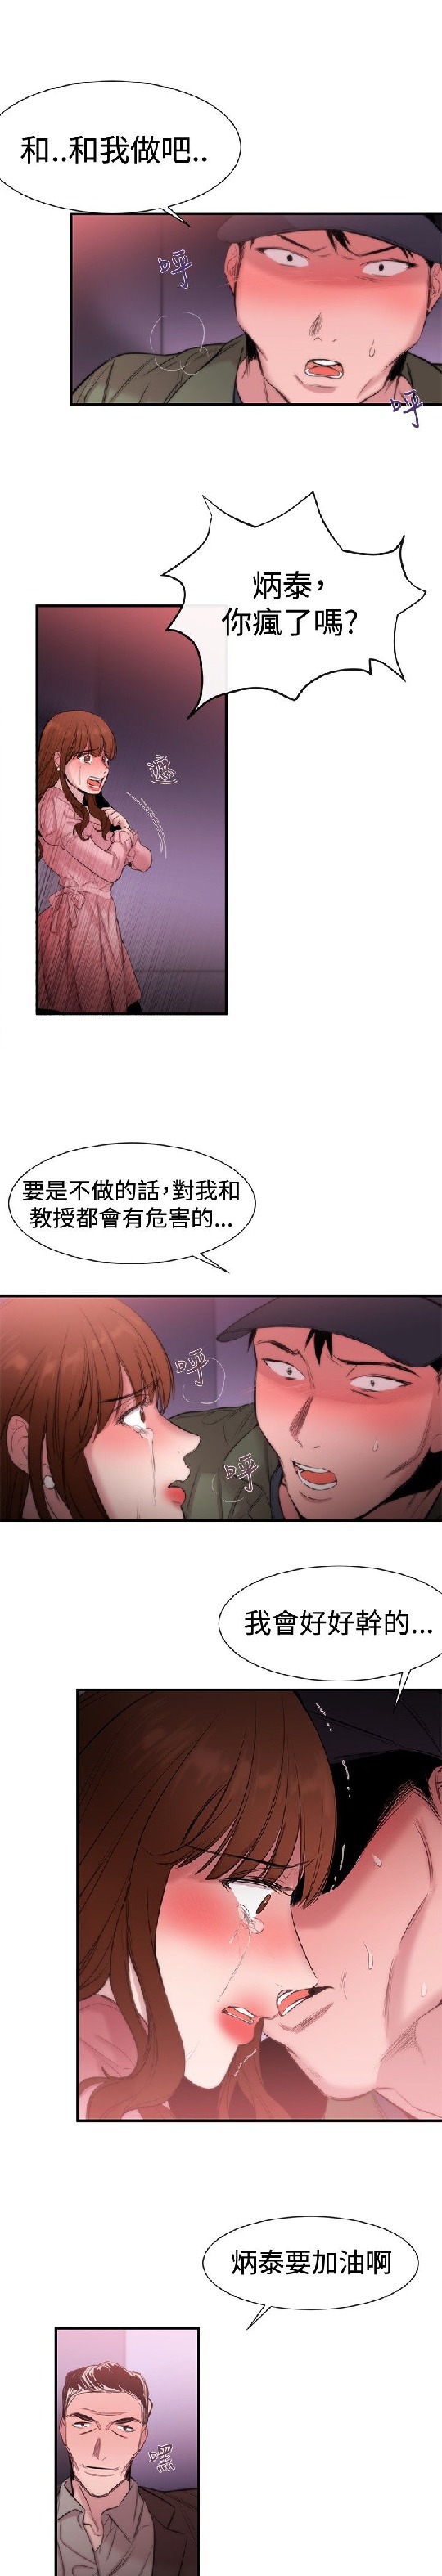 和..和我做吧..
呼
呼
炳泰,
你瘋了嗎?
要是不做的話,對我和
教授都會有危害的...
呼
呼
我會好好幹的...
炳泰要加油啊
嘿